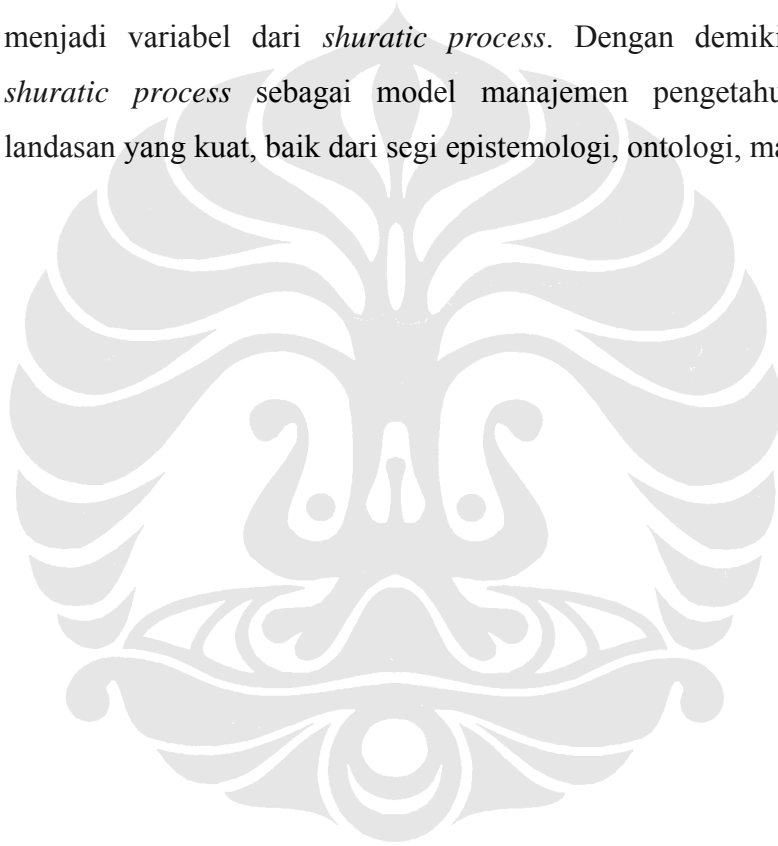 menjadi variabel dari shuratic process. Dengan demiki
shuratic process sebagai model manajemen pengetahu
landasan yang kuat, baik dari segi epistemologi, ontologi, ma